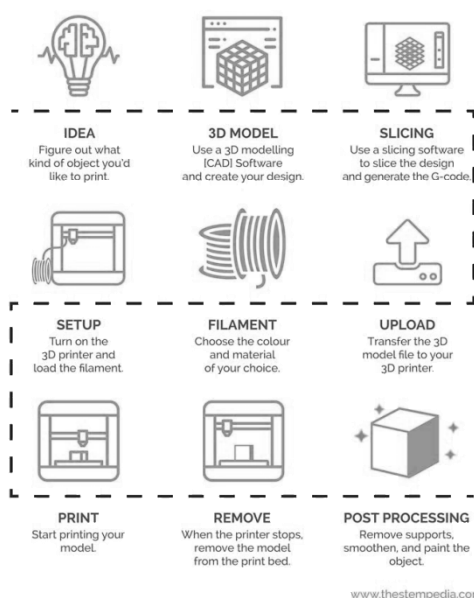 IDEA
Figure out what
kind of object you'd
like to print.
3D MODEL
Use a 3D modelling
[CAD] Software
and create your design.
SLICING
Use a slicing software
to slice the design
and generate the G-code.
SETUP
Turn on the
3D printer and
load the filament.
FILAMENT
Choose the colour
and material
of your choice.
UPLOAD
Transfer the 3D
model file to your
3D printer.
PRINT
Start printing your
model.
REMOVE
When the printer stops,
remove the model
from the print bed.
POST PROCESSING
Remove supports,
smoothen, and paint the
object.
www.thestempedia.com